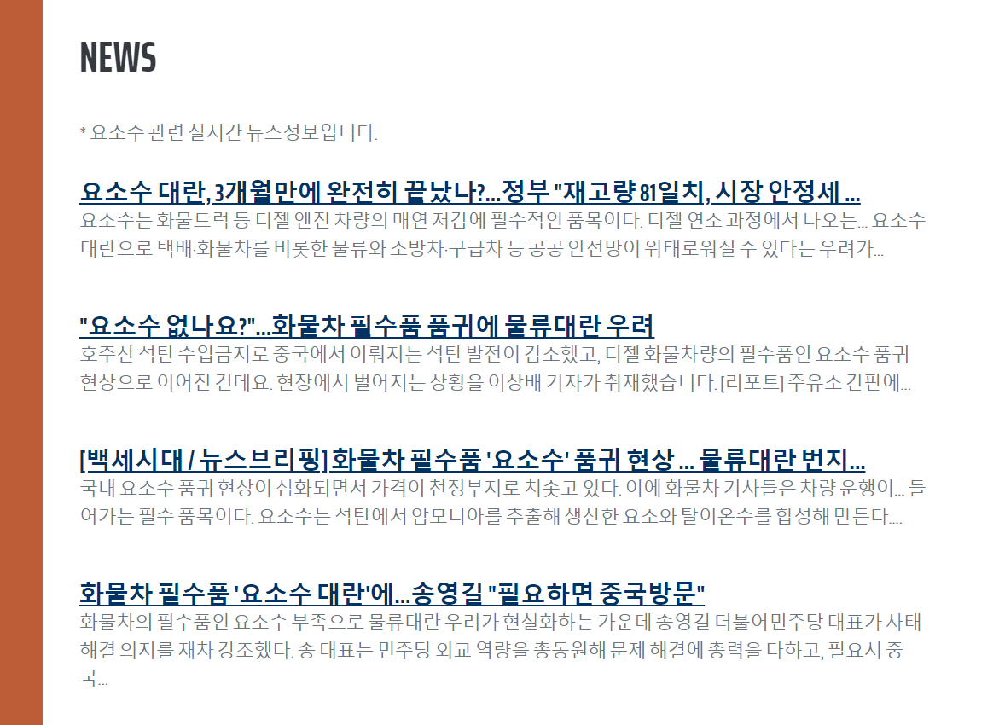 NEWS
* 요소수 관련 실시간 뉴스정보입니다.
요소수 대란, 3개월만에 완전히 끝났나?...정부 "재고량 81일치, 시장 안정세 ...
요소수는 화물트럭 등 디젤 엔진 차량의 매연 저감에 필수적인 품목이다. 디젤 연소 과정에서 나오는... 요소수
대란으로 택배·화물차를 비롯한 물류와 소방차·구급차 등 공공 안전망이 위태로워질 수 있다는 우려가...
"요소수 없나요?"...화물차 필수품 품귀에 물류대란 우려
호주산 석탄 수입금지로 중국에서 이뤄지는 석탄 발전이 감소했고, 디젤 화물차량의 필수품인 요소수 품귀
현상으로 이어진 건데요. 현장에서 벌어지는 상황을 이상배 기자가 취재했습니다. [리포트] 주유소 간판에...
[백세시대 / 뉴스브리핑] 화물차 필수품 '요소수' 품귀 현상 ... 물류대란 번지...
국내 요소수 품귀 현상이 심화되면서 가격이 천정부지로 치솟고 있다. 이에 화물차 기사들은 차량 운행이... 들
어가는 필수 품목이다. 요소수는 석탄에서 암모니아를 추출해 생산한 요소와 탈이온수를 합성해 만든다....
화물차 필수품 '요소수 대란'에...송영길 "필요하면 중국방문"
화물차의 필수품인 요소수 부족으로 물류대란 우려가 현실화하는 가운데 송영길 더불어민주당 대표가 사태
해결 의지를 재차 강조했다. 송 대표는 민주당 외교 역량을 총동원해 문제 해결에 총력을 다하고, 필요시 중
국...